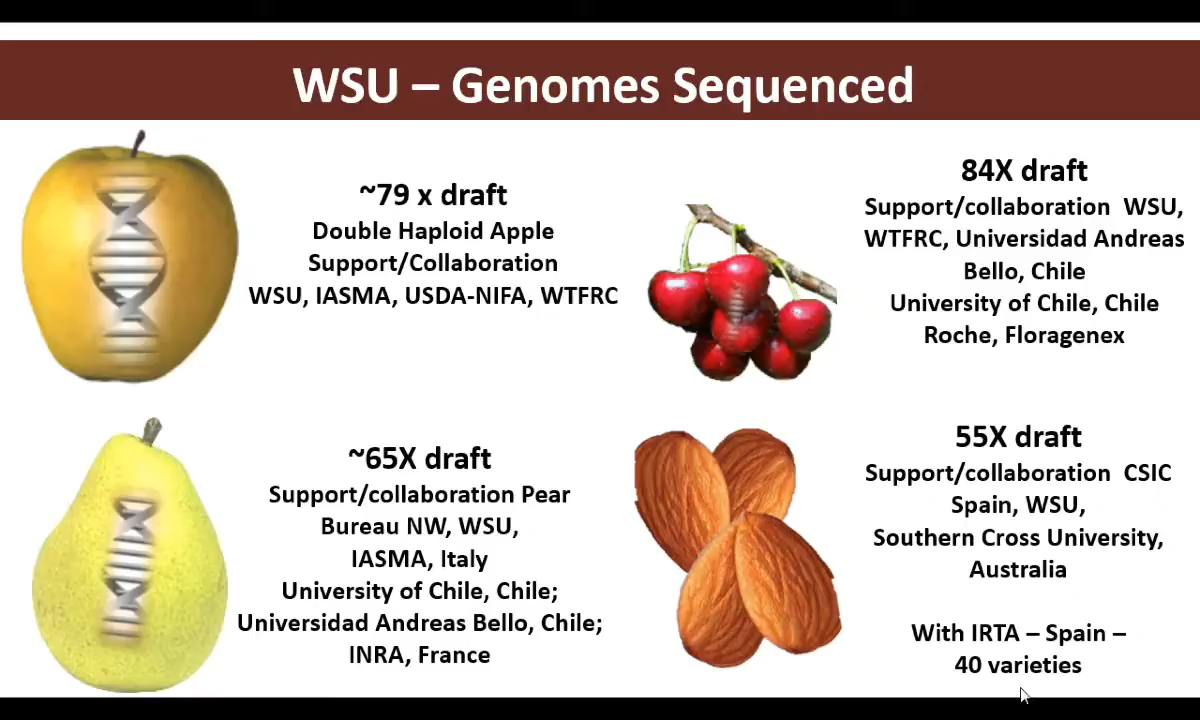 WSU – Genomes Sequenced
~79 x draft
Double Haploid Apple
Support/Collaboration
WSU, IASMA, USDA-NIFA, WTFRC
84X draft
Support/collaboration WSU,
WTFRC, Universidad Andreas
Bello, Chile
University of Chile, Chile
Roche, Floragenex
~65X draft
Support/collaboration Pear
Bureau NW, WSU,
IASMA, Italy
University of Chile, Chile;
Universidad Andreas Bello, Chile;
INRA, France
55X draft
Support/collaboration CSIC
Spain, WSU,
Southern Cross University,
Australia
With IRTA – Spain –
40 varieties